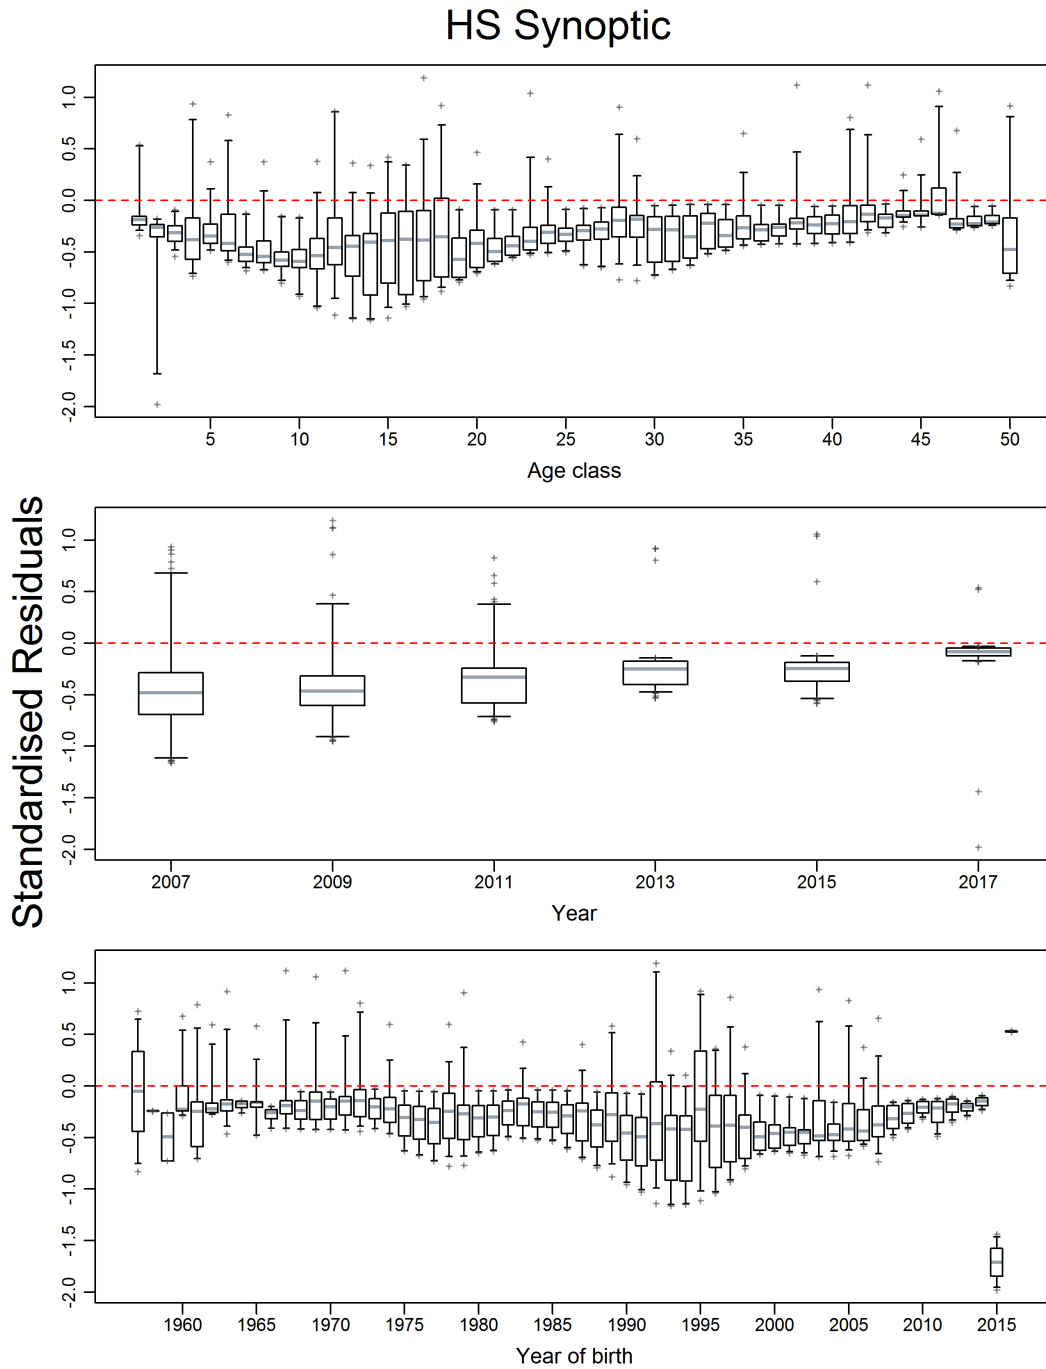 HS Synoptic
1.0
0.5
0.0
-0.5
-1.0
-1.5
-2.0
5 10 15 20 25 30 35 40 45 50
Age class
Standardised Residuals
1.0
0.5
0.0
-0.5
-1.0
-1.5
-2.0
2007 2009 2011 2013 2015 2017
Year
1.0
0.5
0.0
-0.5
-1.0
-1.5
-2.0
1960 1965 1970 1975 1980 1985 1990 1995 2000 2005 2010 2015
Year of birth